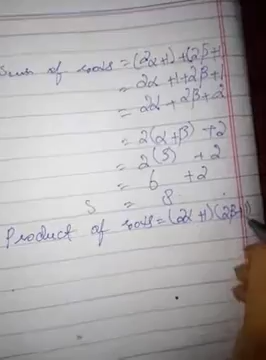 Sum of roots = (2α+1)+(2β+1
= 2α +1+2β+1
= 2α + 2β+2
= 2(α+β) +2
= 2(5) +2
= 6 +2
S = 8
Product of roots = (2α+1)(2β+1)